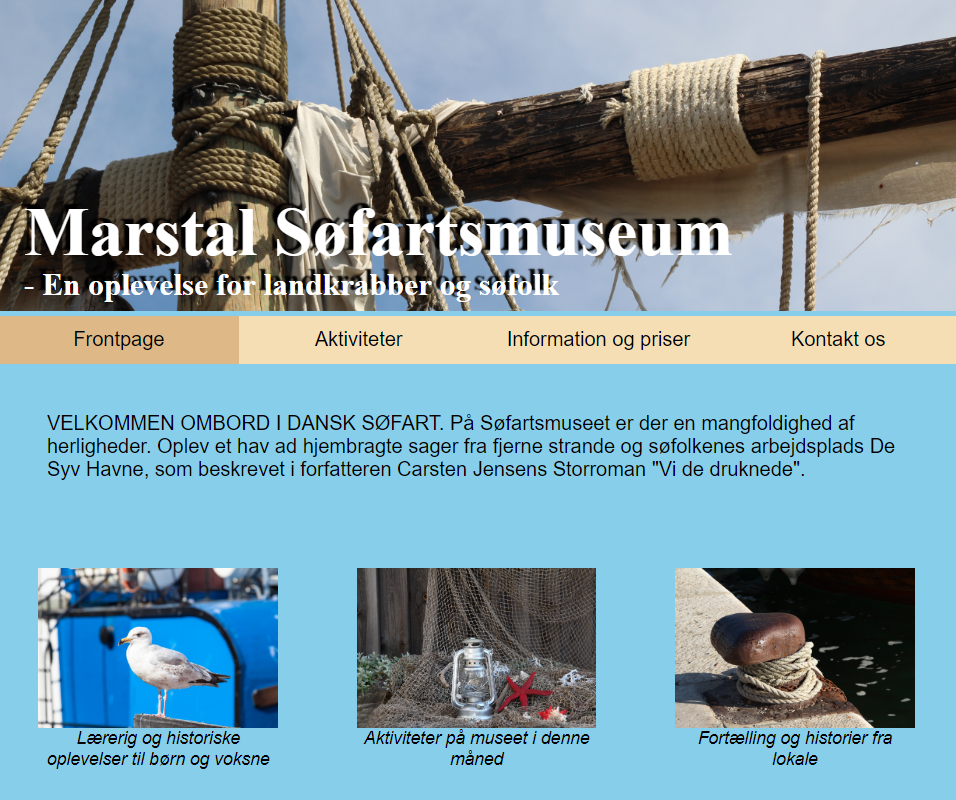 Marstal Søfartsmuseum
- En oplevelse for landkrabber og søfolk
Frontpage
Aktiviteter
Information og priser
Kontakt os
VELKOMMEN OMBORD I DANSK SØFART. På Søfartsmuseet er der en mangfoldighed af
herligheder. Oplev et hav ad hjembragte sager fra fjerne strande og søfolkenes arbejdsplads De
Syv Havne, som beskrevet i forfatteren Carsten Jensens Storroman "Vi de druknede".
Lærerig og historiske
oplevelser til børn og voksne
Aktiviteter på museet i denne
måned
Fortælling og historier fra
lokale